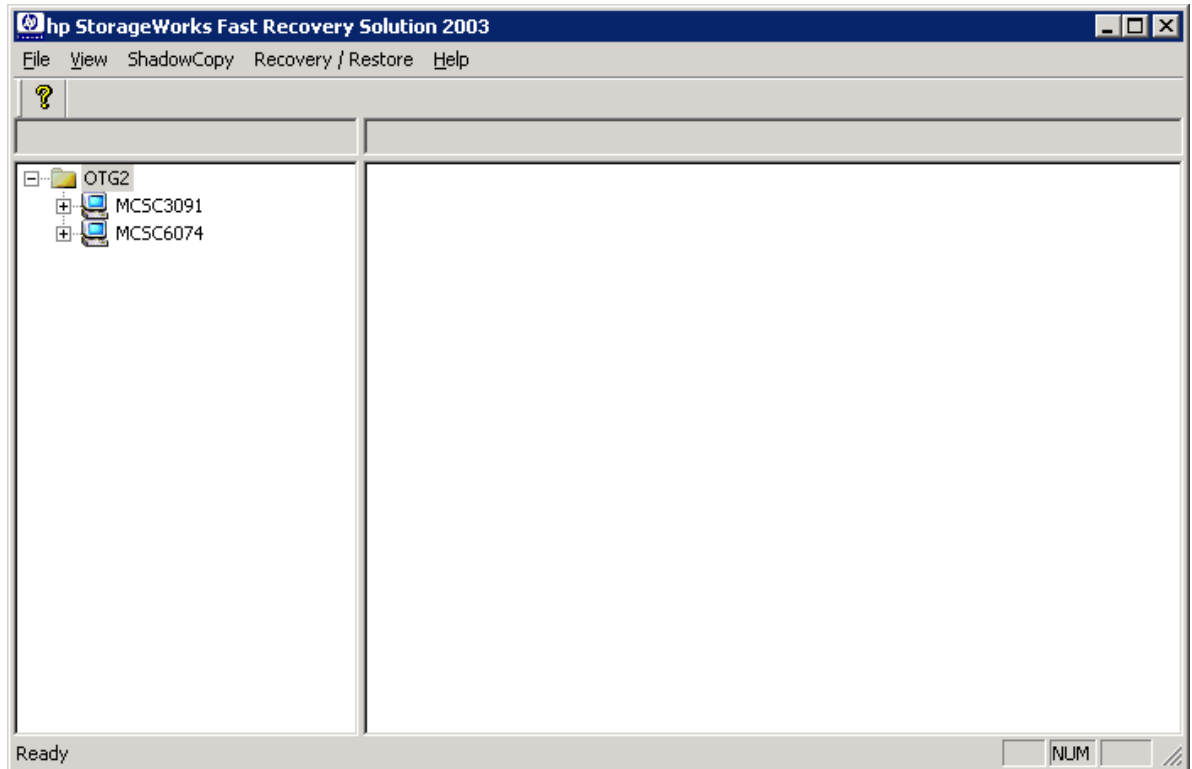 hp StorageWorks Fast Recovery Solution 2003
File View ShadowCopy Recovery / Restore Help
OTG2
MCSC3091
MCSC6074
Ready NUM